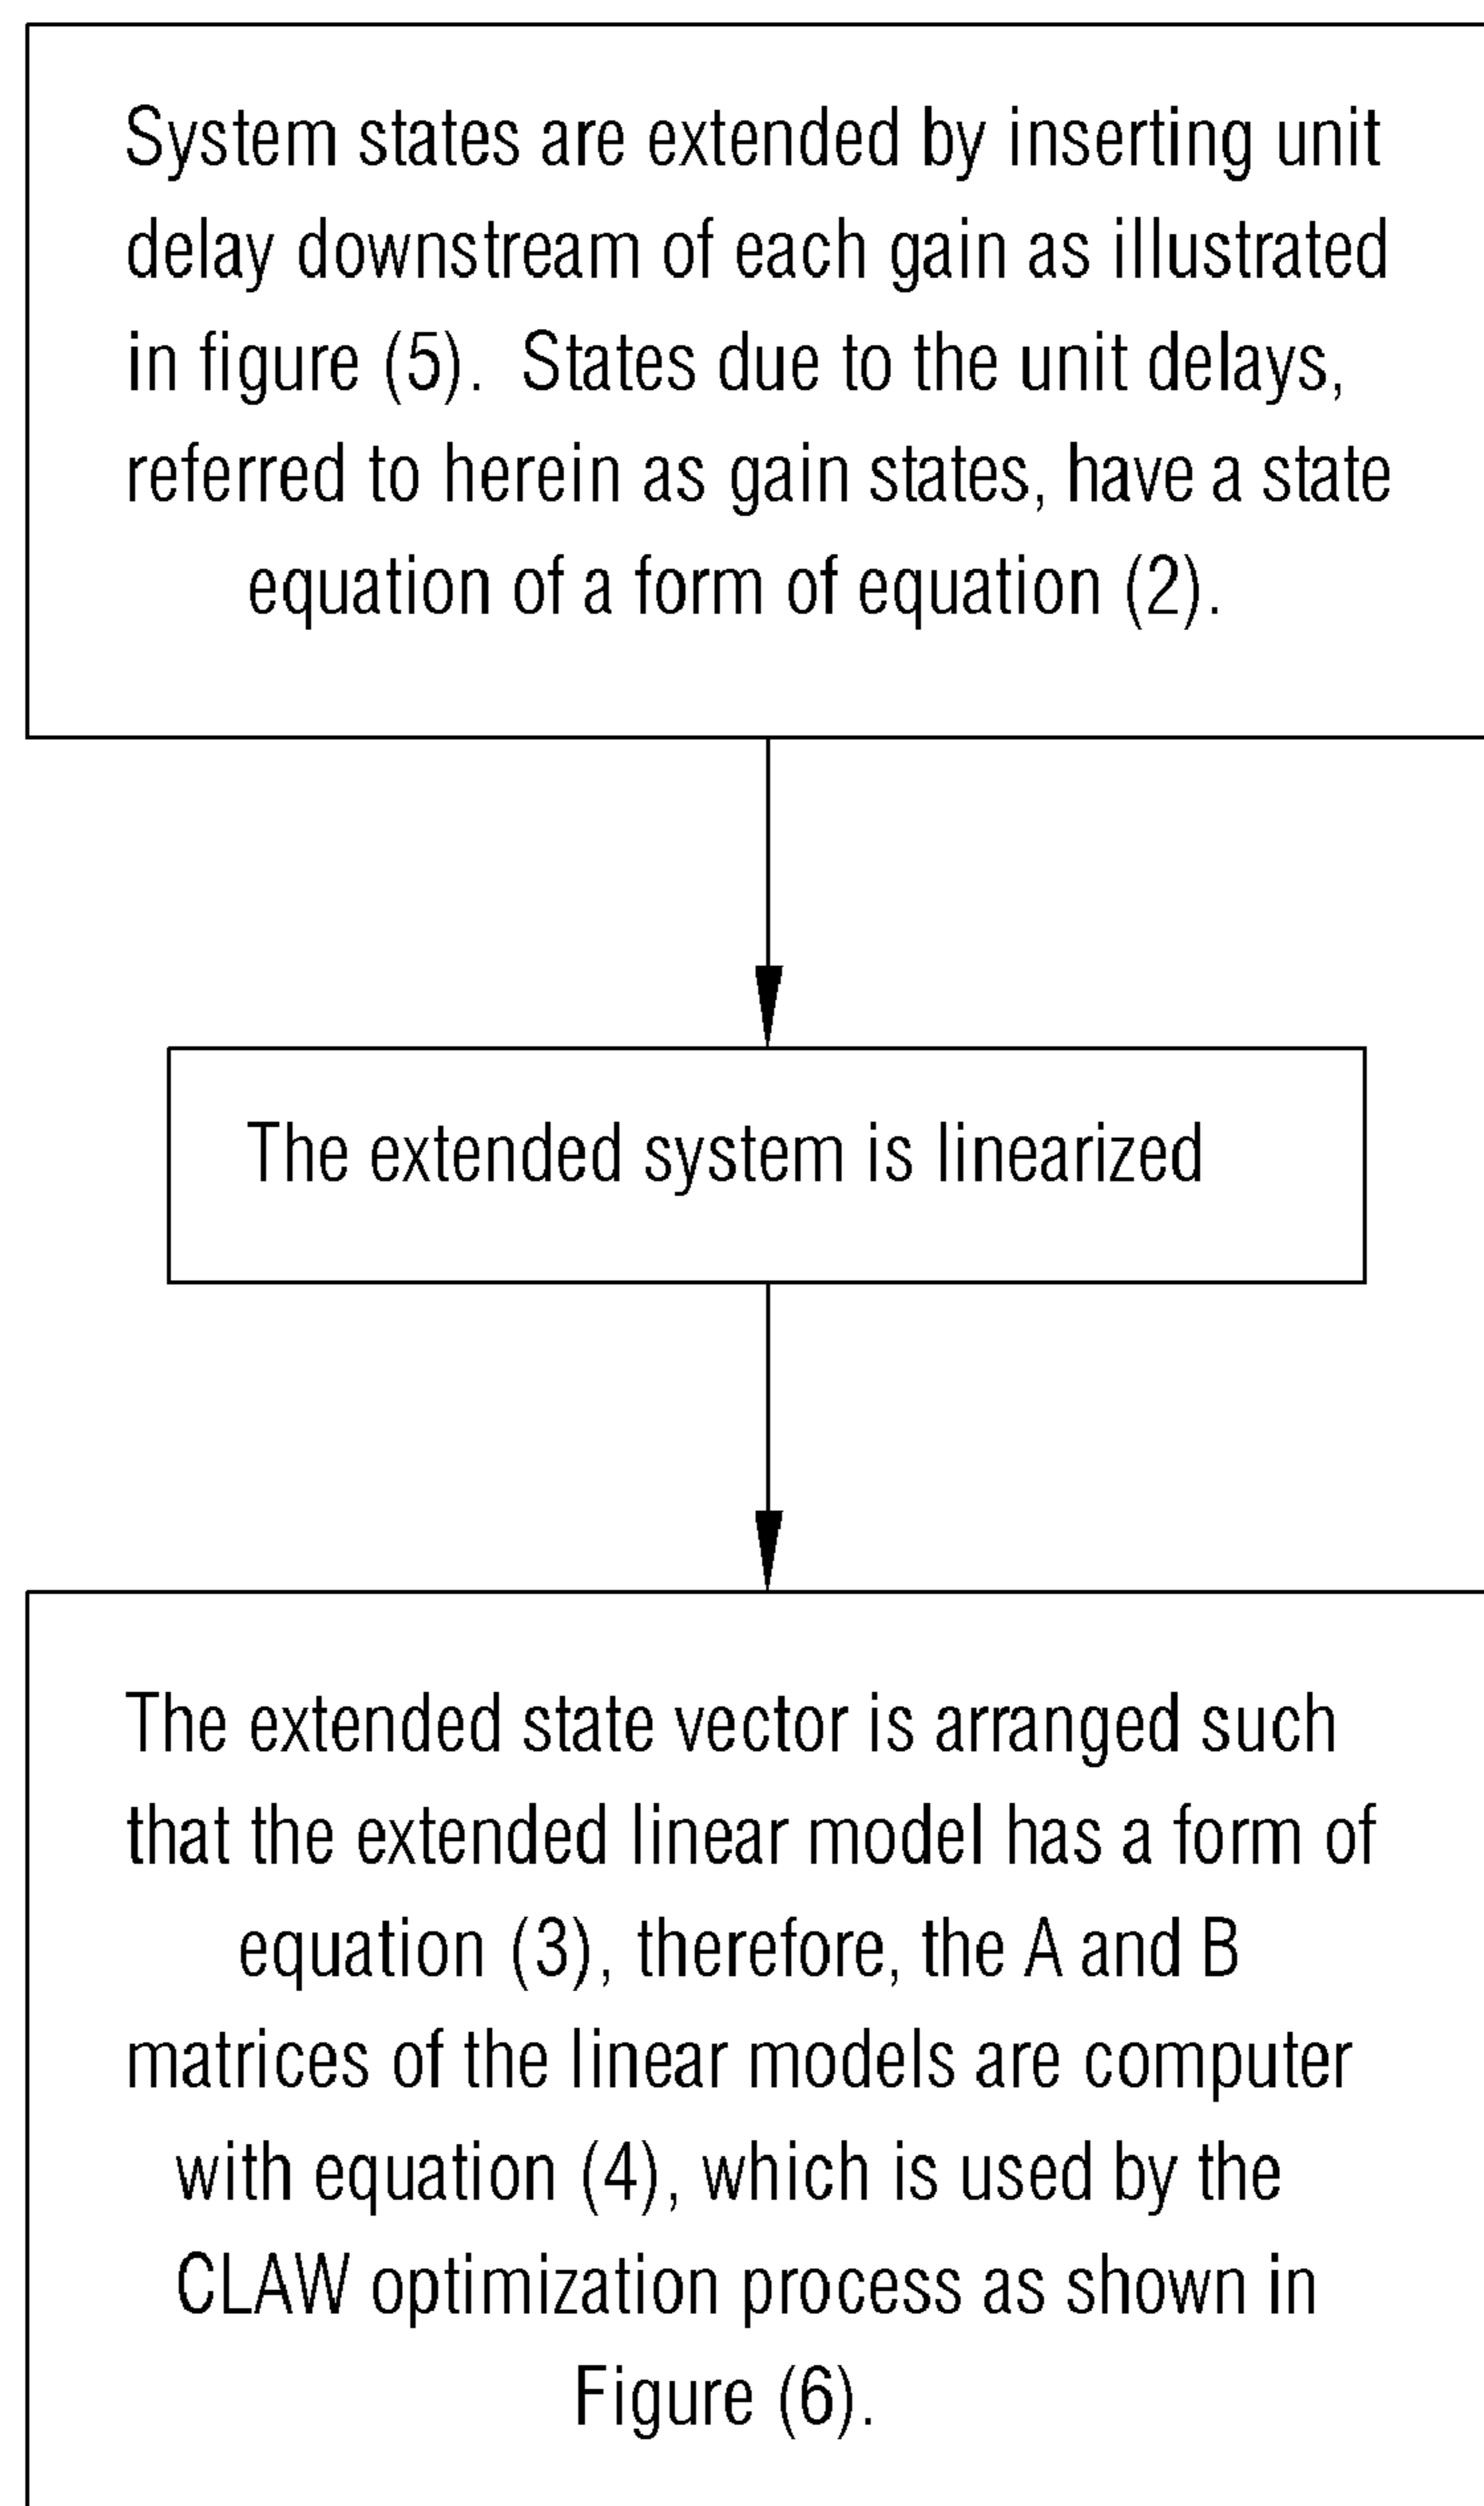 System states are extended by inserting unit
delay downstream of each gain as illustrated
in figure (5). States due to the unit delays,
referred to herein as gain states, have a state
equation of a form of equation (2).
The extended system is linearized
The extended state vector is arranged such
that the extended linear model has a form of
equation (3), therefore, the A and B
matrices of the linear models are computer
with equation (4), which is used by the
CLAW optimization process as shown in
Figure (6).